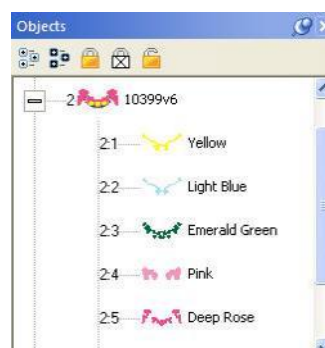 Objects
2 10399v6
2:1 Yellow
2:2 Light Blue
2:3 Emerald Green
2:4 Pink
2:5 Deep Rose